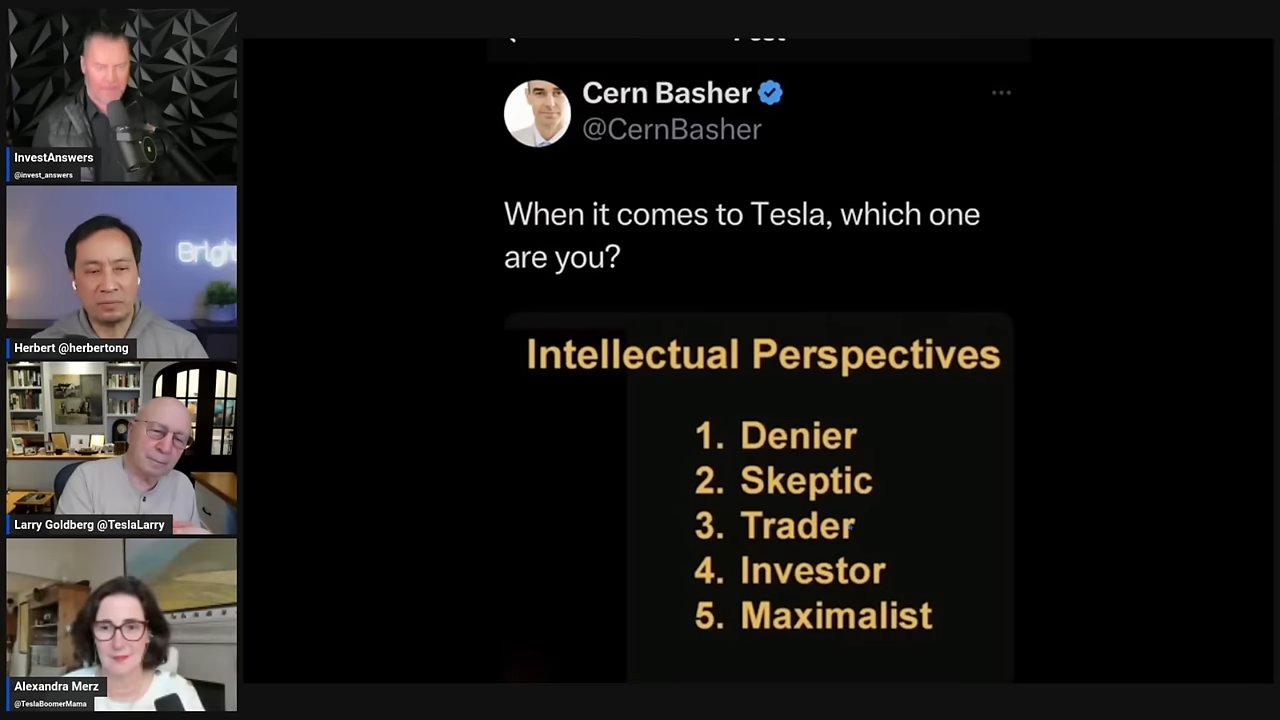 InvestAnswers
@invest_answers
Herbert @herbertong
Larry Goldberg @TeslaLarry
Alexandra Merz
@TeslaBoomerMama
Cern Basher
@CernBasher
When it comes to Tesla, which one
are you?
Intellectual Perspectives
1. Denier
2. Skeptic
3. Trader
4. Investor
5. Maximalist